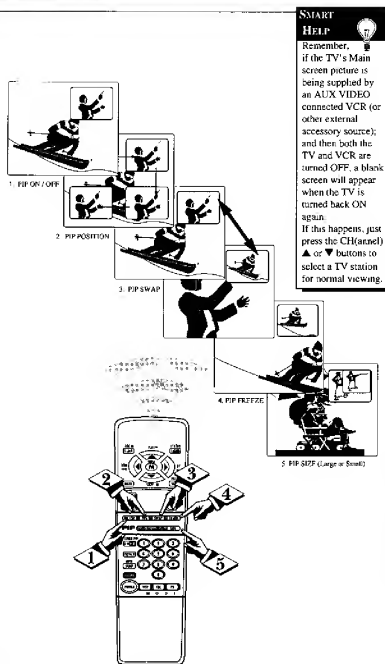 SMART
HELP
Remember,
if the TV's Main
screen picture is
being supplied by
an AUX VIDEO
connected VCR (or
other external
accessory source);
and then both the
TV and VCR are
turned OFF, a blank
screen will appear
when the TV is
turned back ON
again.
If this happens, just
press the CH(annel)
▲ or ▼ buttons to
select a TV station
for normal viewing.
1. PIP ON / OFF
2. PIP POSITION
3. PIP SWAP
4. PIP FREEZE
5. PIP SIZE (Large or Small)
2
3
4
1
5